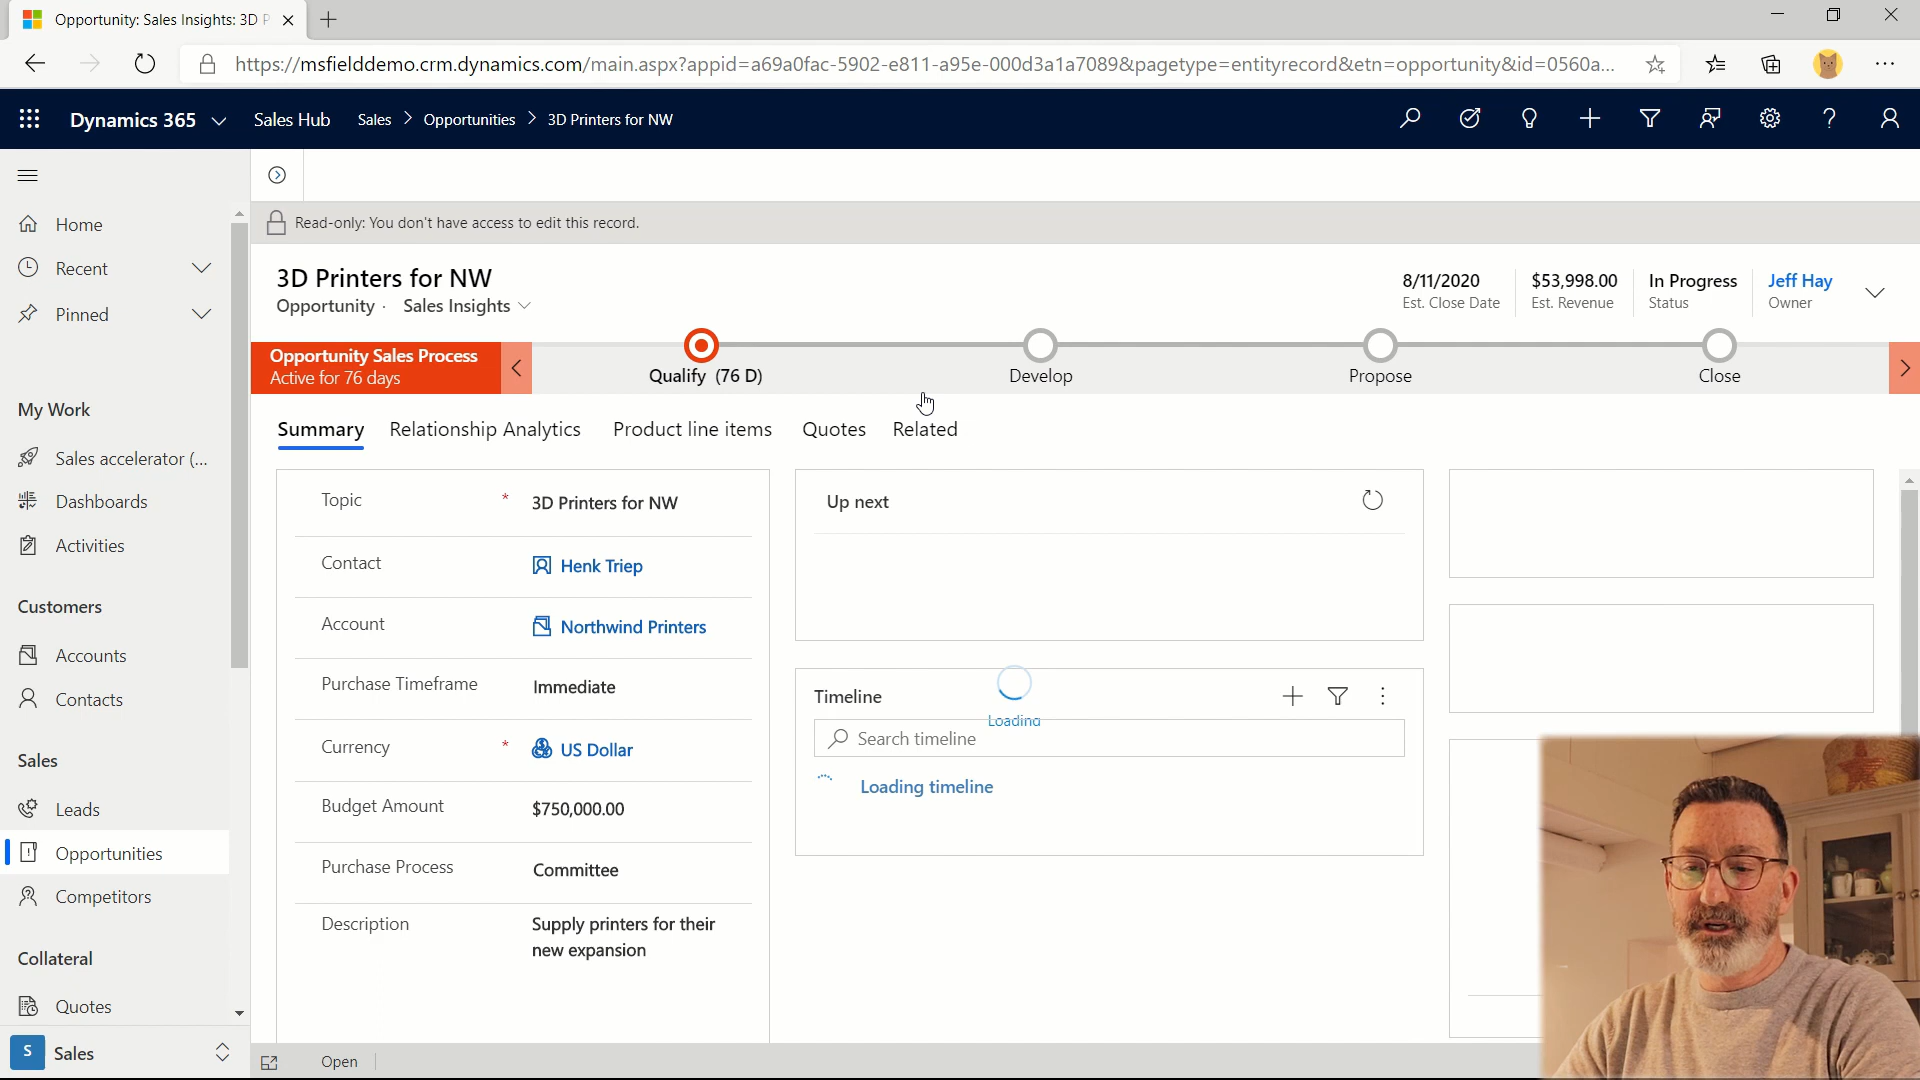 Opportunity: Sales Insights: 3D P
https://msfielddemo.crm.dynamics.com/main.aspx?appid=a69a0fac-5902-e811-a95e-000d3a1a7089&pagetype=entityrecord&etn=opportunity&id=0560a...
Dynamics 365
Sales Hub
Sales > Opportunities > 3D Printers for NW
Home
Recent
Pinned
My Work
Sales accelerator (...
Dashboards
Activities
Customers
Accounts
Contacts
Sales
Leads
Opportunities
Competitors
Collateral
Quotes
S
Sales
Read-only: You don't have access to edit this record.
3D Printers for NW
Opportunity · Sales Insights
8/11/2020
Est. Close Date
$53,998.00
Est. Revenue
In Progress
Status
Jeff Hay
Owner
Opportunity Sales Process
Active for 76 days
Qualify (76 D)
Develop
Propose
Close
Summary
Relationship Analytics
Product line items
Quotes
Related
Topic * 3D Printers for NW
Contact Henk Triep
Account Northwind Printers
Purchase Timeframe Immediate
Currency * US Dollar
Budget Amount $750,000.00
Purchase Process Committee
Description Supply printers for their
new expansion
Up next
Timeline
Loading
Search timeline
Loading timeline
Open